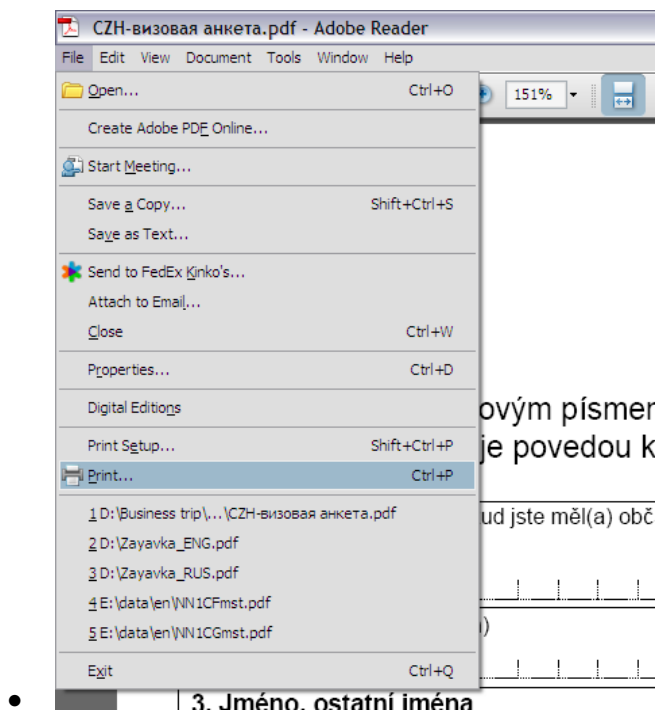 CZH-визовая анкета.pdf - Adobe Reader
File Edit View Document Tools Window Help
151%
Open... Ctrl+O
Create Adobe PDF Online...
Start Meeting...
Save a Copy... Shift+Ctrl+S
Save as Text...
Send to FedEx Kinko's...
Attach to Email...
Close Ctrl+W
Properties... Ctrl+D
Digital Editions
ovým písmen
Print Setup... Shift+Ctrl+P
je povedou k
Print... Ctrl+P
1 D:\Business trip\...\CZH-визовая анкета.pdf
ud jste měl(a) obč
2 D:\Zayavka_ENG.pdf
3 D:\Zayavka_RUS.pdf
4 E:\data\en\NN1CFmst.pdf
5 E:\data\en\NN1CGmst.pdf
)
Exit Ctrl+Q
3. Jméno, ostatní iména